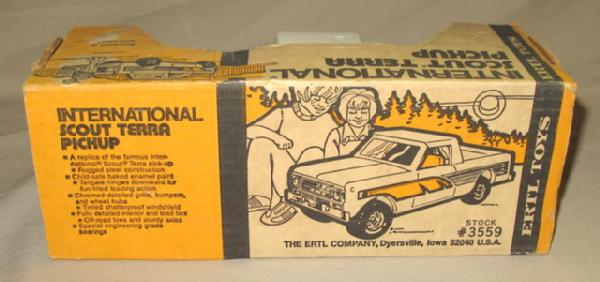 INTERNATIONAL
SCOUT TERRA
PICKUP
ERTL TOYS
INTERNATIONAL
SCOUT TERRA
PICKUP
■ A replica of the famous Inter-
national® Scout® Terra pick-up
■ Rugged steel construction
■ Child-safe baked enamel paint
■ Tailgate hinges downward for
fun-filled loading action
■ Chromed detailed grille, bumpers,
and wheel hubs
■ Tinted shatterproof windshield
■ Fully detailed interior and load box
■ Off-road tires and sturdy axles
■ Special engineering grade
bearings
STOCK
#3559
THE ERTL COMPANY, Dyersville, Iowa 52040 U.S.A.
ERTL TOYS